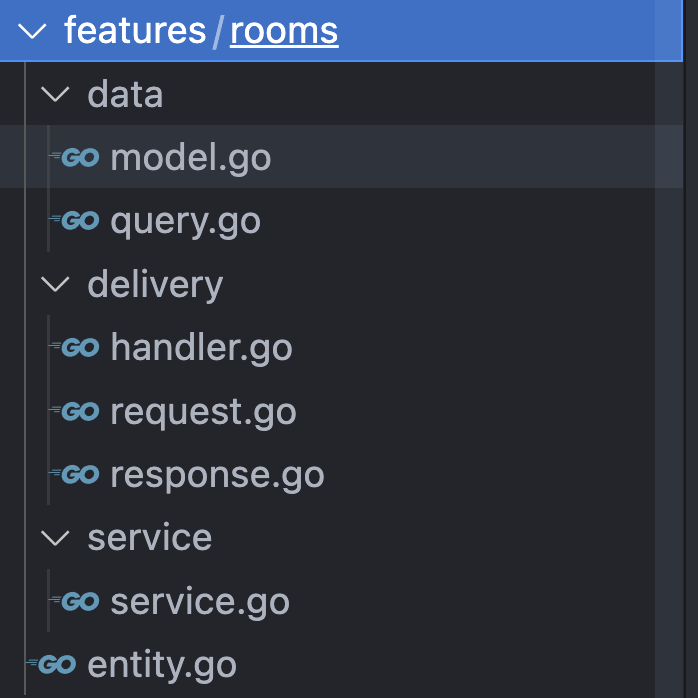 features/rooms
data
GO model.go
GO query.go
delivery
GO handler.go
GO request.go
GO response.go
service
GO service.go
GO entity.go